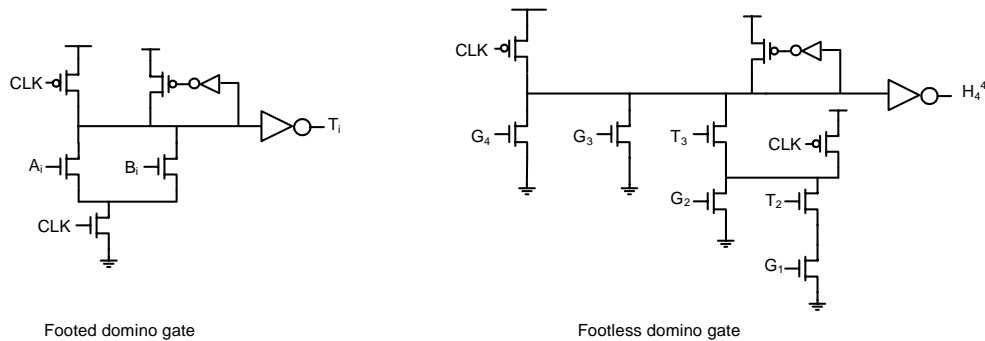 CLK
T₁
Aᵢ
Bᵢ
CLK
Footed domino gate
CLK
H₄⁴
G₄
G₃
T₃
CLK
G₂
T₂
G₁
Footless domino gate